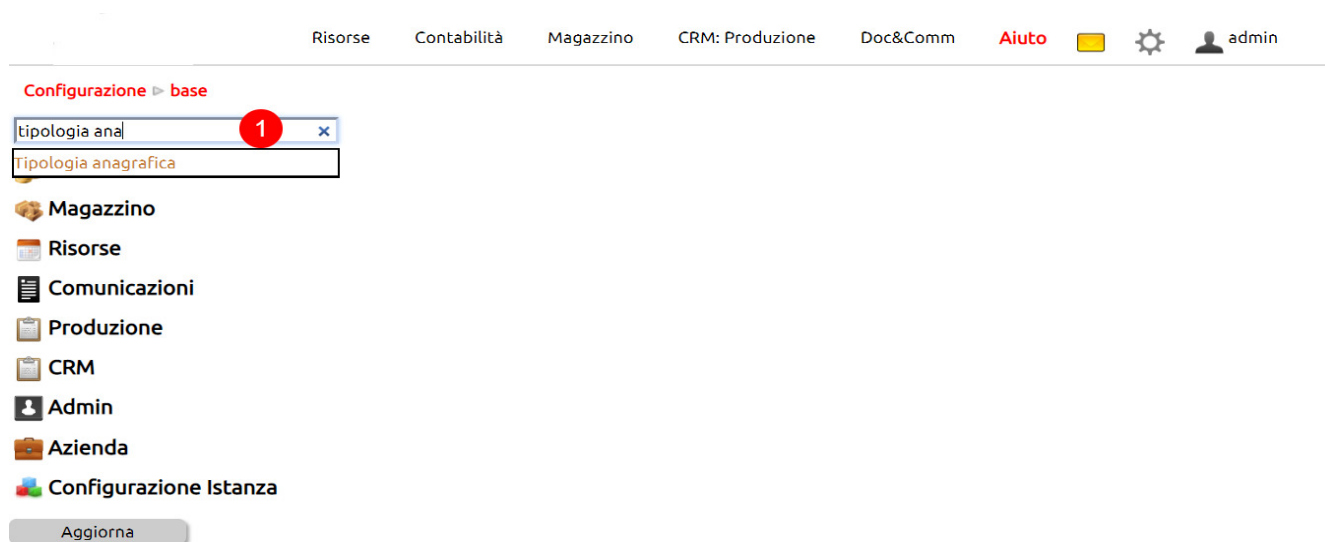 Risorse Contabilità Magazzino CRM: Produzione Doc&Comm Aiuto admin
Configurazione ▹ base
tipologia ana 1 ×
Tipologia anagrafica
Magazzino
Risorse
Comunicazioni
Produzione
CRM
Admin
Azienda
Configurazione Istanza
Aggiorna